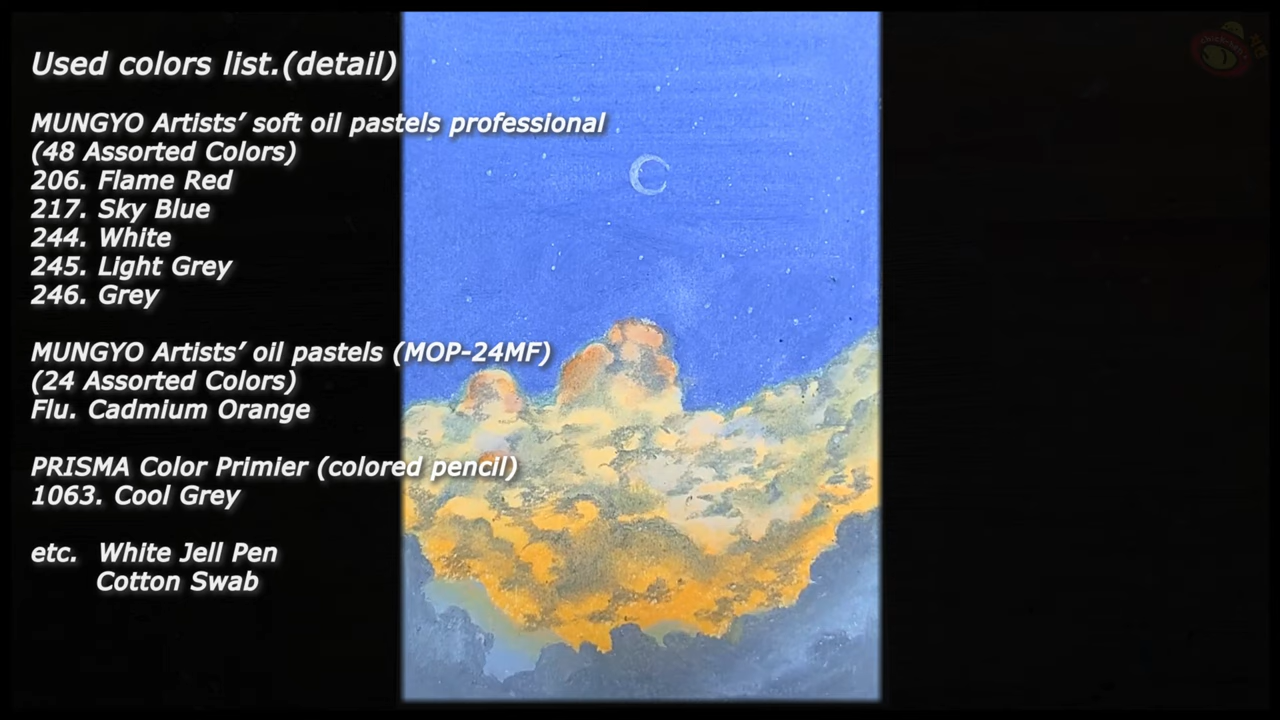 Used colors list.(detail)
MUNGYO Artists’ soft oil pastels professional
(48 Assorted Colors)
206. Flame Red
217. Sky Blue
244. White
245. Light Grey
246. Grey
MUNGYO Artists’ oil pastels (MOP-24MF)
(24 Assorted Colors)
Flu. Cadmium Orange
PRISMA Color Primier (colored pencil)
1063. Cool Grey
etc. White Jell Pen
Cotton Swab